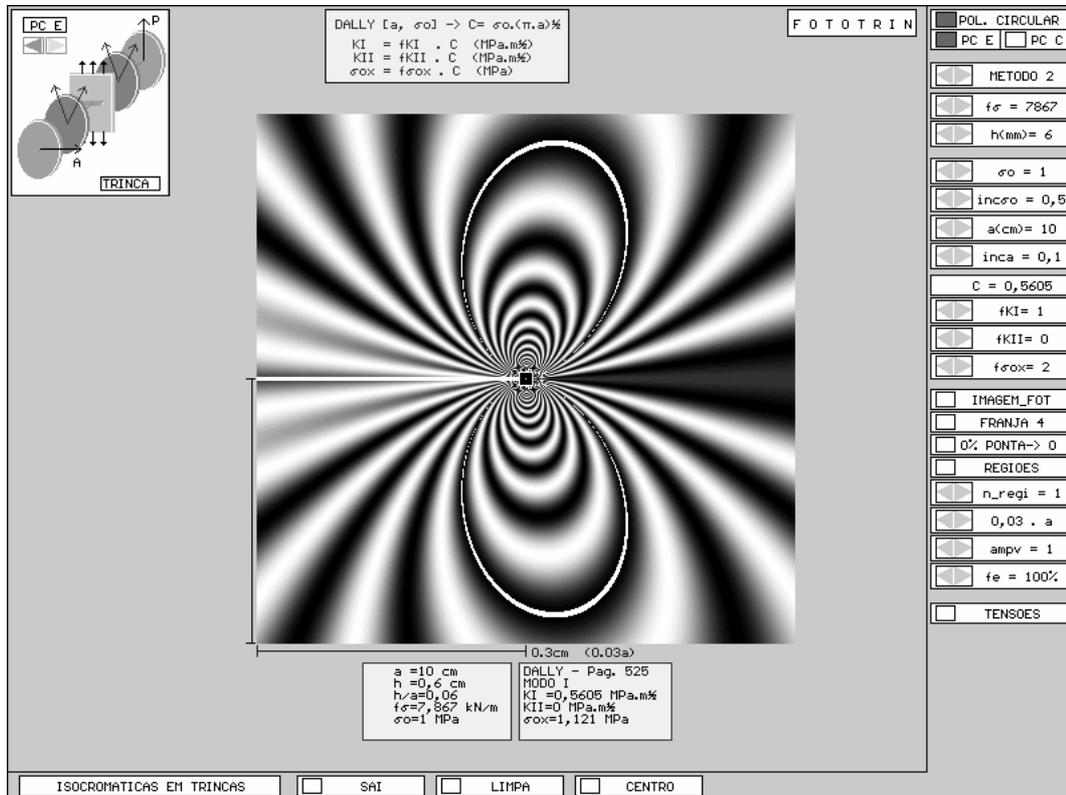 PC E
P
A
TRINCA
DALLY [a, σo] -> C= σo.(π.a)½
KI = fKI . C (MPa.m½)
KII = fKII . C (MPa.m½)
σox = fσox . C (MPa)
F O T O T R I N
POL. CIRCULAR
PC E PC C
METODO 2
fσ = 7867
h(mm)= 6
σo = 1
incσo = 0,5
a(cm)= 10
inca = 0,1
C = 0,5605
fKI= 1
fKII= 0
fσox= 2
IMAGEM_FOT
FRANJA 4
0% PONTA-> 0
REGIOES
n_regi = 1
0,03 . a
ampv = 1
fe = 100%
TENSOES
0.3cm (0.03a)
a =10 cm
h =0,6 cm
h/a=0,06
fσ=7,867 kN/m
σo=1 MPa
DALLY - Pag. 525
MODO I
KI =0,5605 MPa.m½
KII=0 MPa.m½
σox=1,121 MPa
ISOCROMATICAS EM TRINCAS
SAI
LIMPA
CENTRO